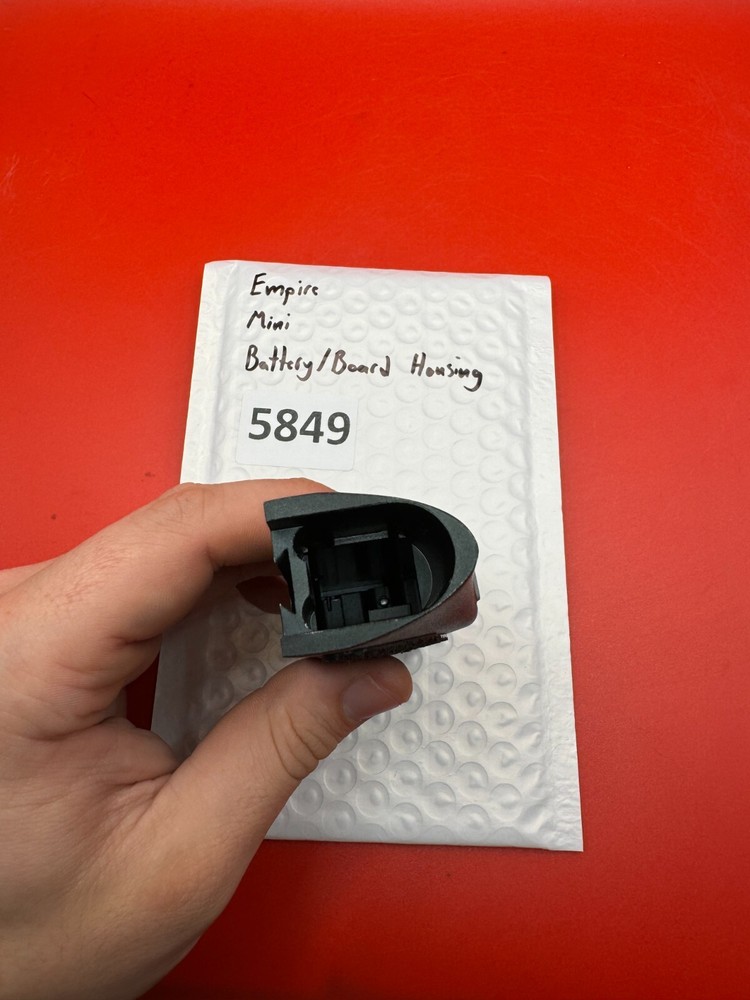 Empire
Mini
Battery/Board Housing
5849